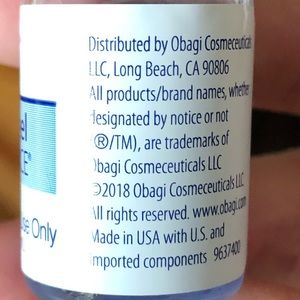 Distributed by Obagi Cosmeceuticals
LLC, Long Beach, CA 90806
All products/brand names, whether
designated by notice or not
(®/TM), are trademarks of
Obagi Cosmeceuticals LLC
©2018 Obagi Cosmeceuticals LLC.
All rights reserved. www.obagi.com
Made in USA with U.S. and
imported components 9637400
Only